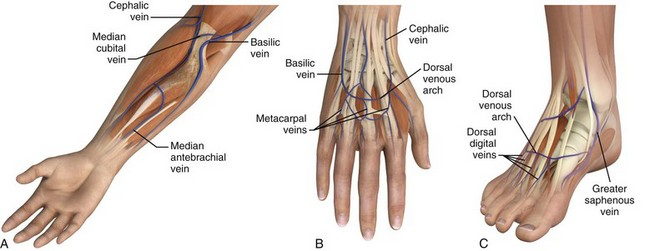 Cephalic
vein
Median
cubital
vein
Basilic
vein
Median
antebrachial
vein
A
Cephalic
vein
Basilic
vein
Dorsal
venous
arch
Metacarpal
veins
B
Dorsal
venous
arch
Dorsal
digital
veins
Greater
saphenous
vein
C